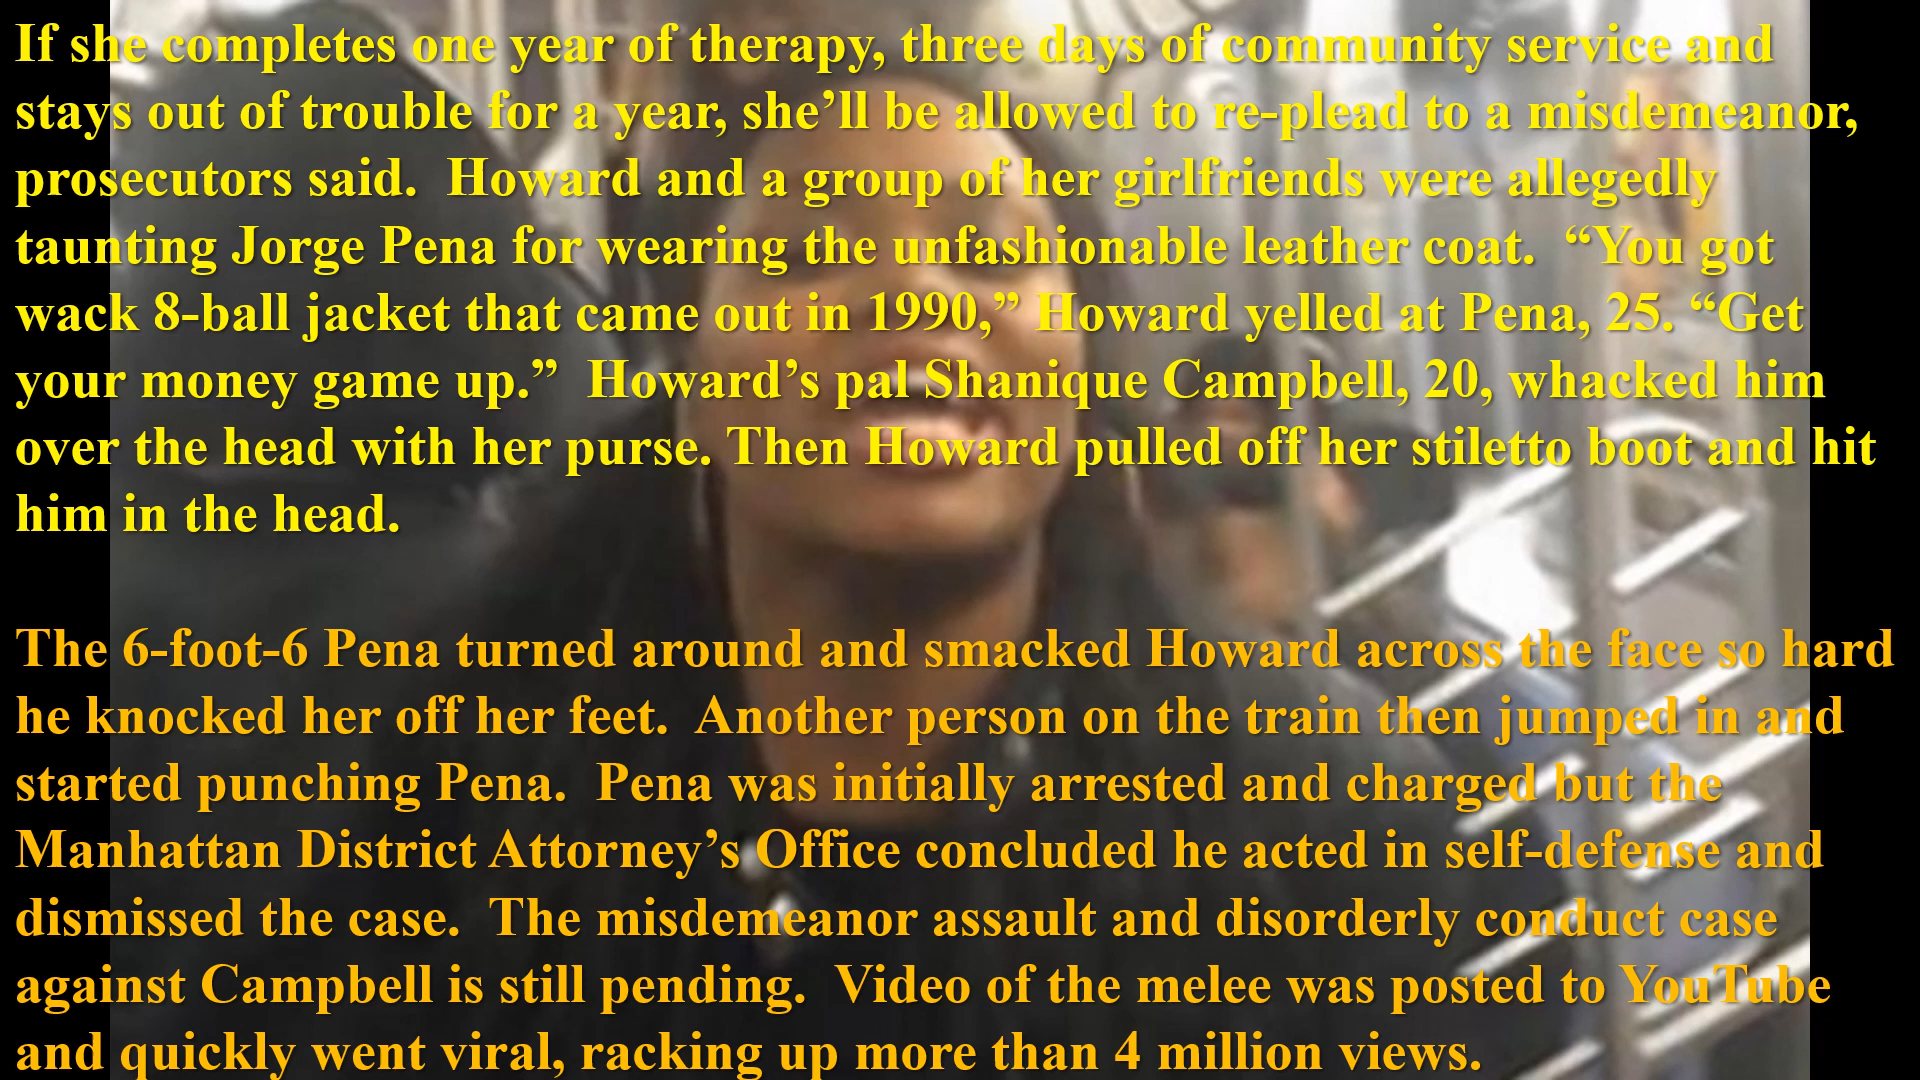 If she completes one year of therapy, three days of community service and
stays out of trouble for a year, she’ll be allowed to re-plead to a misdemeanor,
prosecutors said.  Howard and a group of her girlfriends were allegedly
taunting Jorge Pena for wearing the unfashionable leather coat.  “You got
wack 8-ball jacket that came out in 1990,” Howard yelled at Pena, 25. “Get
your money game up.”  Howard’s pal Shanique Campbell, 20, whacked him
over the head with her purse. Then Howard pulled off her stiletto boot and hit
him in the head.
The 6-foot-6 Pena turned around and smacked Howard across the face so hard
he knocked her off her feet.  Another person on the train then jumped in and
started punching Pena.  Pena was initially arrested and charged but the
Manhattan District Attorney’s Office concluded he acted in self-defense and
dismissed the case.  The misdemeanor assault and disorderly conduct case
against Campbell is still pending.  Video of the melee was posted to YouTube
and quickly went viral, racking up more than 4 million views.